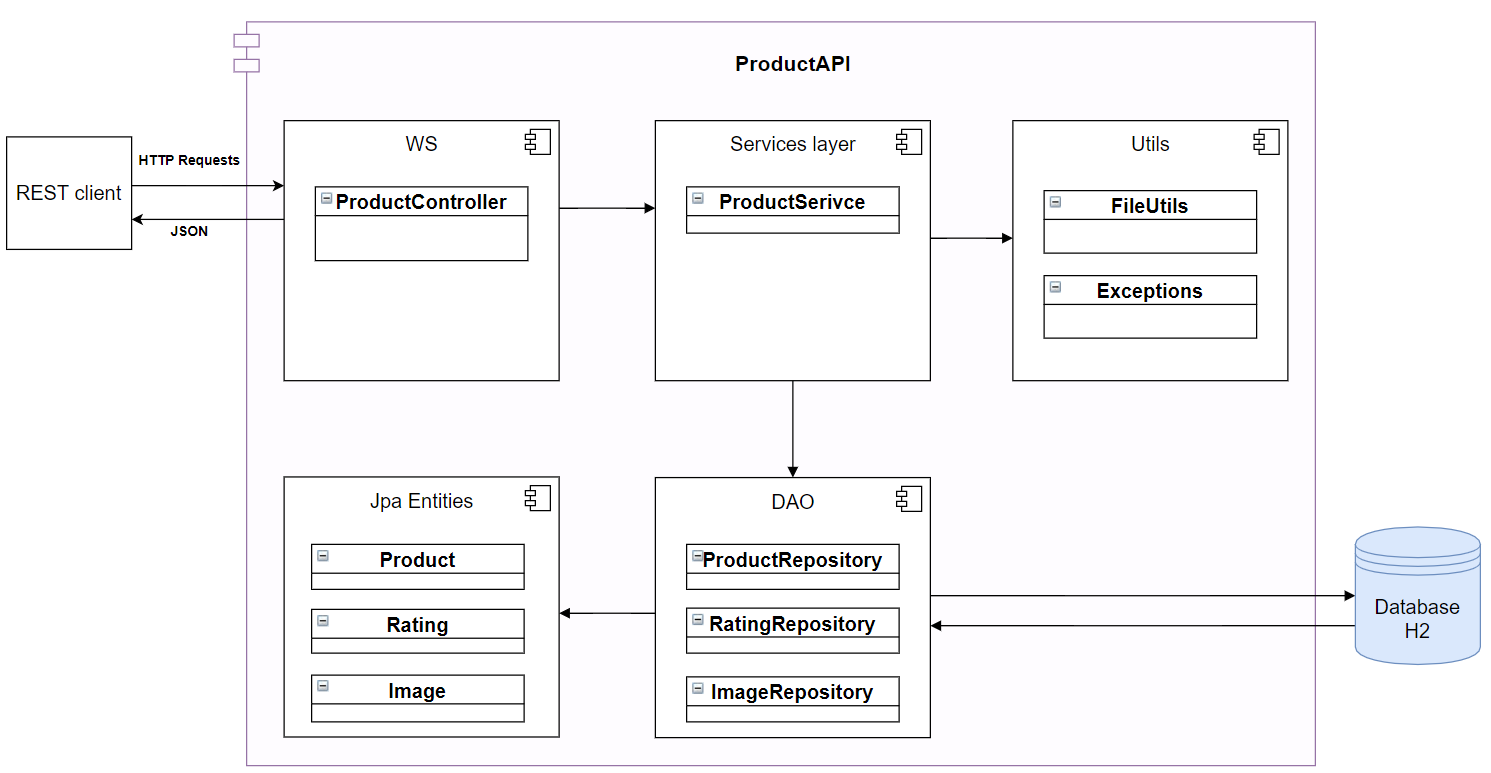 ProductAPI
REST client
HTTP Requests
JSON
WS
ProductController
Services layer
ProductSerivce
Utils
FileUtils
Exceptions
Jpa Entities
Product
Rating
Image
DAO
ProductRepository
RatingRepository
ImageRepository
Database
H2